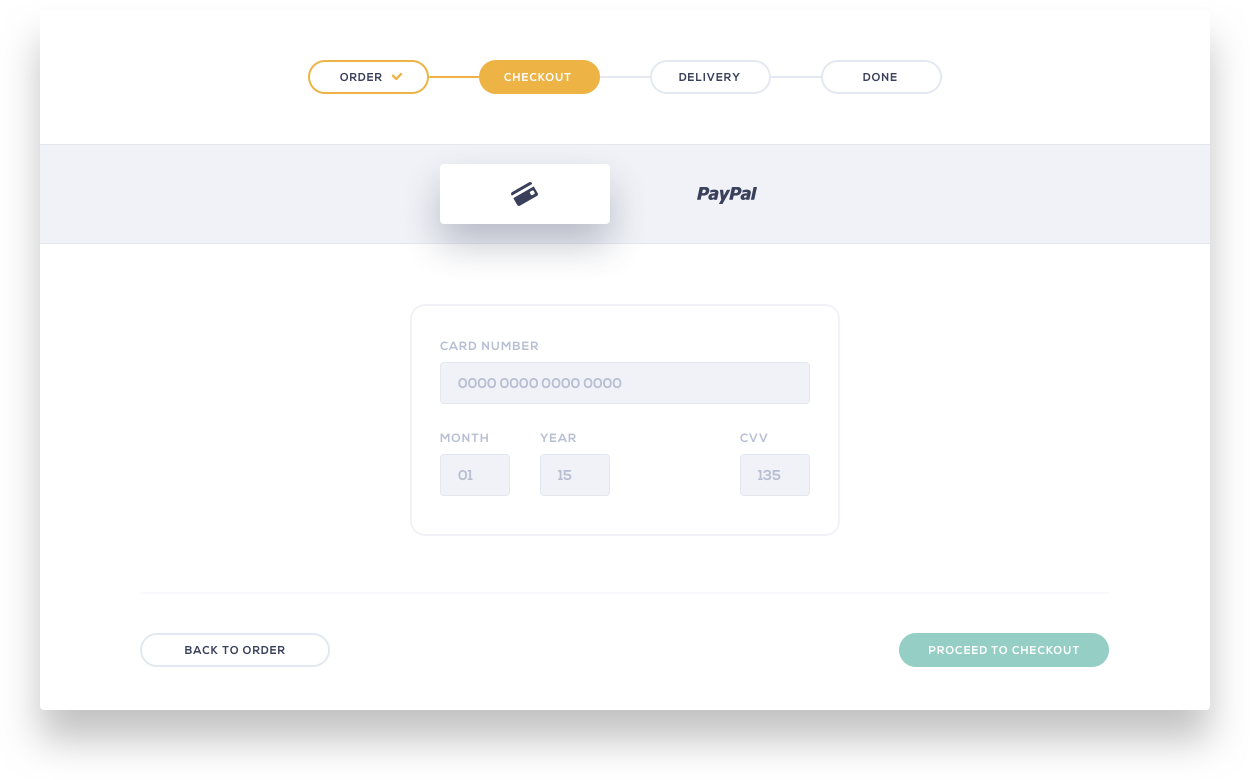 ORDER CHECKOUT DELIVERY DONE
PayPal
CARD NUMBER
0000 0000 0000 0000
MONTH YEAR CVV
01 15 135
BACK TO ORDER PROCEED TO CHECKOUT